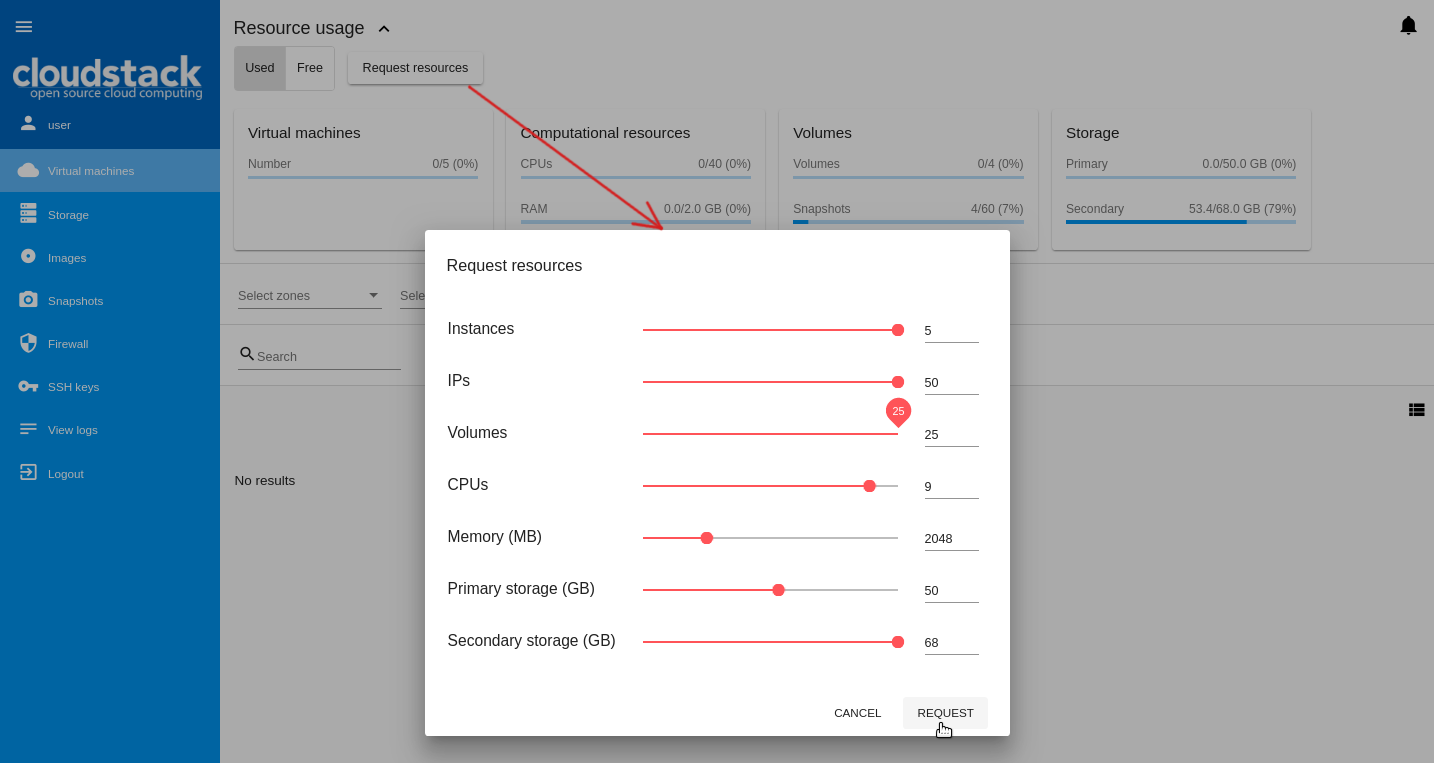 Resource usage
Used Free Request resources
cloudstack
open source cloud computing
user
Virtual machines
Storage
Images
Snapshots
Firewall
SSH keys
View logs
Logout
Virtual machines
Number 0/5 (0%)
Computational resources
CPUs 0/40 (0%)
RAM 0.0/2.0 GB (0%)
Volumes
Volumes 0/4 (0%)
Snapshots 4/60 (7%)
Storage
Primary 0.0/50.0 GB (0%)
Secondary 53.4/68.0 GB (79%)
Select zones Sele
Search
No results
Request resources
Instances 5
IPs 50
25
Volumes 25
CPUs 9
Memory (MB) 2048
Primary storage (GB) 50
Secondary storage (GB) 68
CANCEL REQUEST